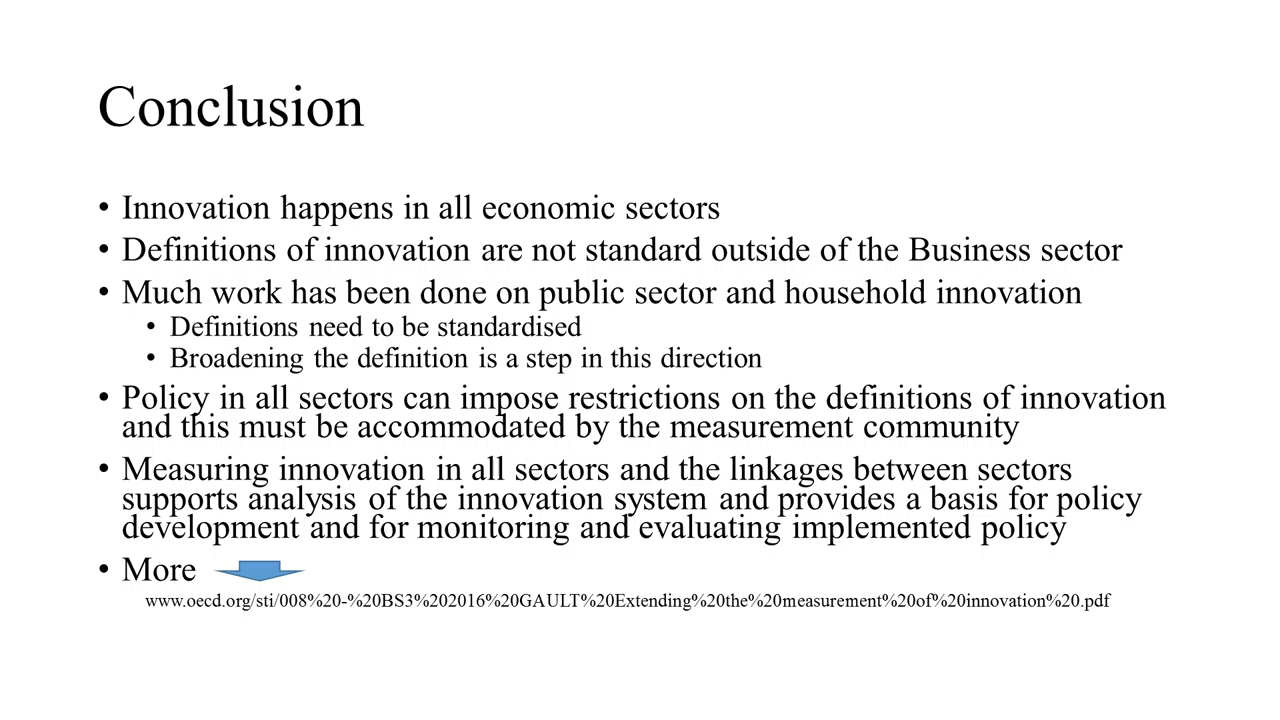 Conclusion
• Innovation happens in all economic sectors
• Definitions of innovation are not standard outside of the Business sector
• Much work has been done on public sector and household innovation
• Definitions need to be standardised
• Broadening the definition is a step in this direction
• Policy in all sectors can impose restrictions on the definitions of innovation
and this must be accommodated by the measurement community
• Measuring innovation in all sectors and the linkages between sectors
supports analysis of the innovation system and provides a basis for policy
development and for monitoring and evaluating implemented policy
• More
www.oecd.org/sti/008%20-%20BS3%202016%20GAULT%20Extending%20the%20measurement%20of%20innovation%20.pdf